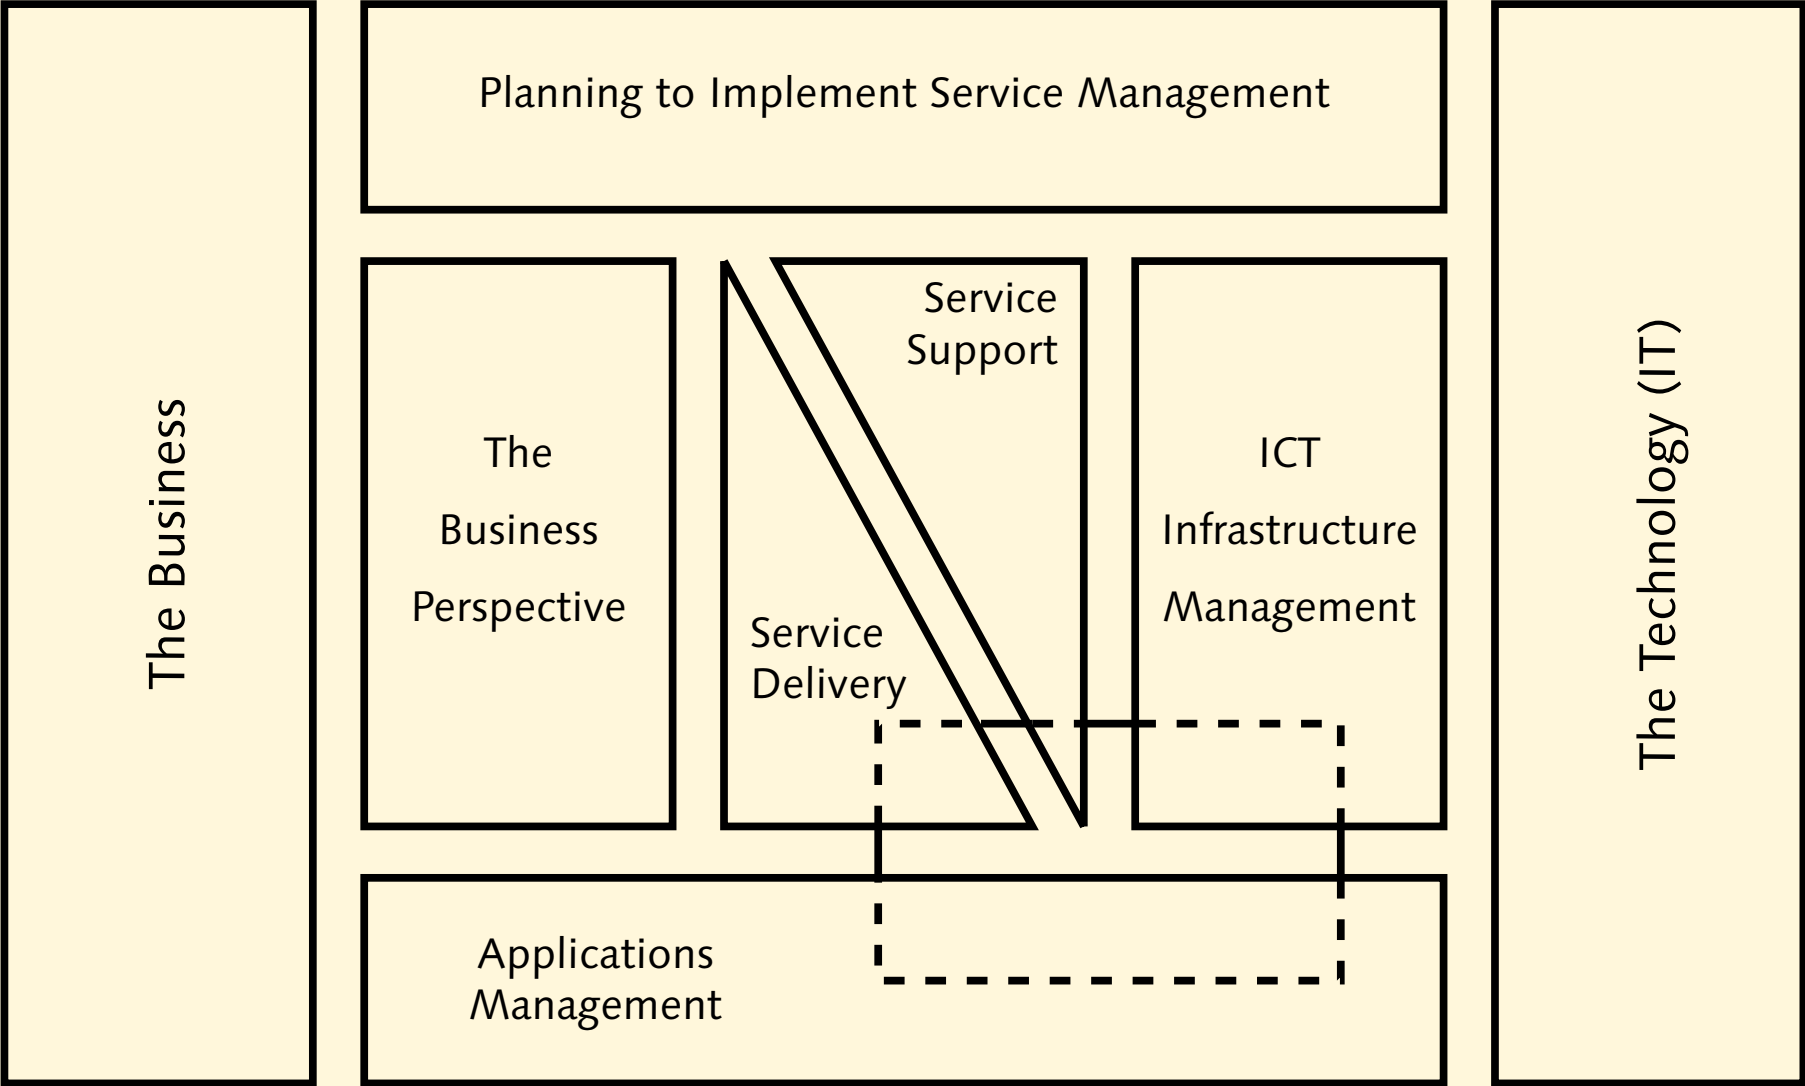 The Business
Planning to Implement Service Management
The
Business
Perspective
Service
Support
Service
Delivery
ICT
Infrastructure
Management
Applications
Management
The Technology (IT)